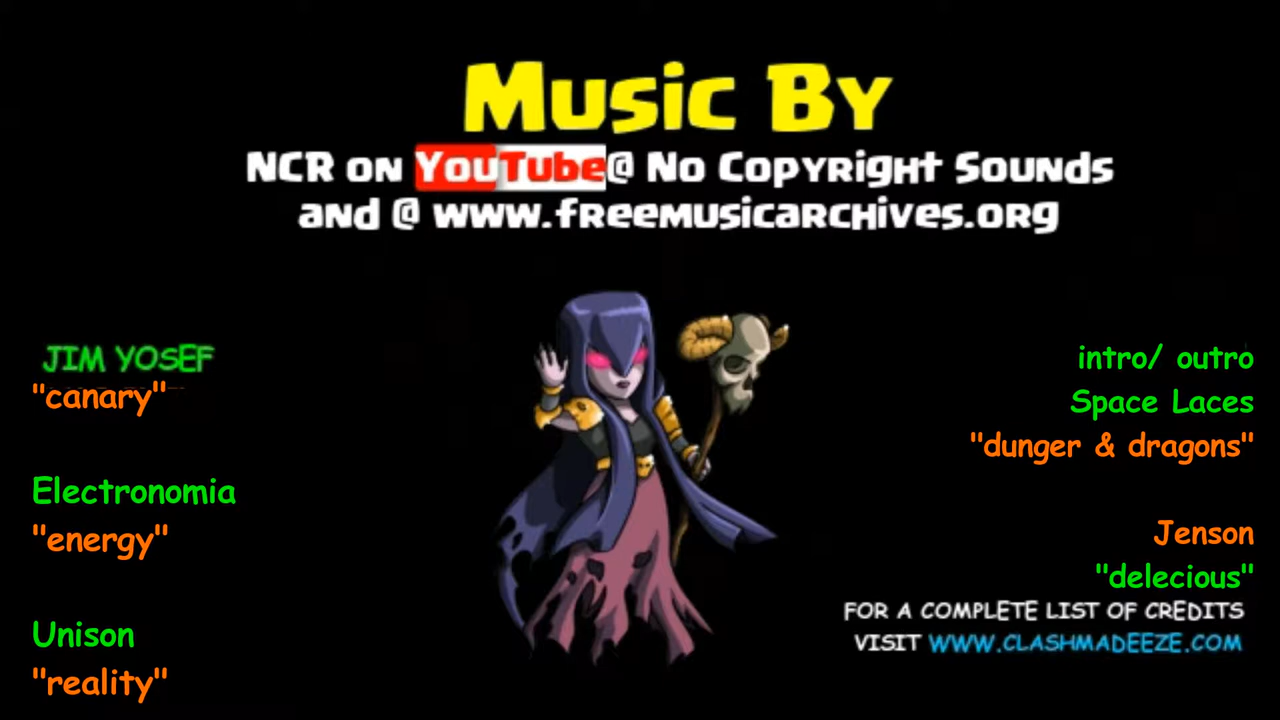 Music By
NCR on YouTube@ No Copyright Sounds
and @ www.freemusicarchives.org
JIM YOSEF
"canary"
Electronomia
"energy"
Unison
"reality"
intro/ outro
Space Laces
"dunger & dragons"
Jenson
"delecious"
FOR A COMPLETE LIST OF CREDITS
VISIT WWW.CLASHMADEEZE.COM